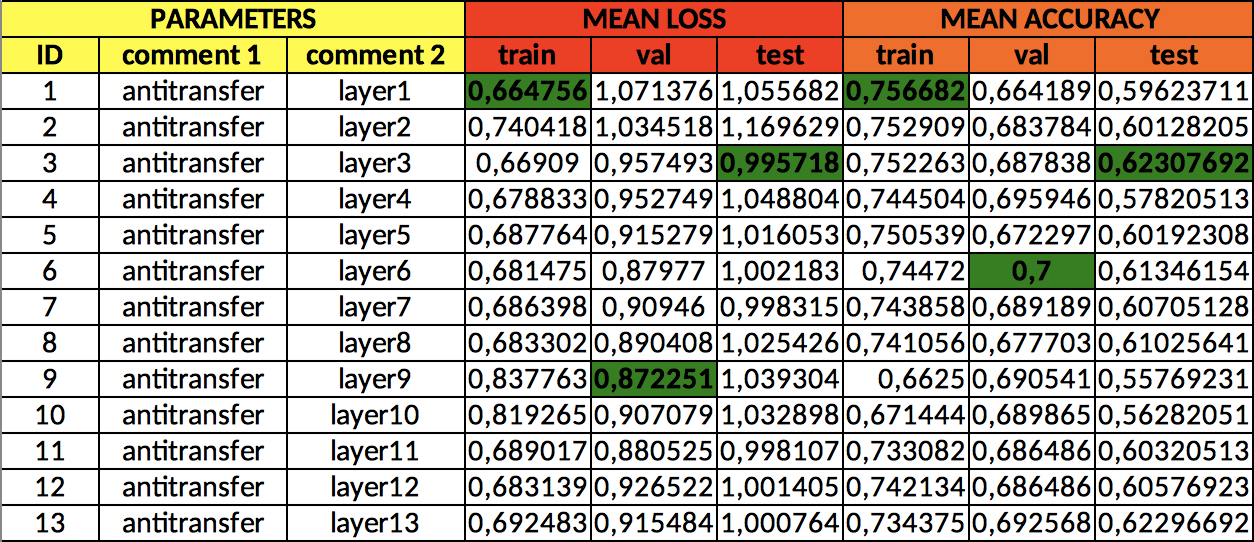 PARAMETERS MEAN LOSS MEAN ACCURACY
ID comment 1 comment 2 train val test train val test
1 antitransfer layer1 0,664756 1,071376 1,055682 0,756682 0,664189 0,59623711
2 antitransfer layer2 0,740418 1,034518 1,169629 0,752909 0,683784 0,60128205
3 antitransfer layer3 0,66909 0,957493 0,995718 0,752263 0,687838 0,62307692
4 antitransfer layer4 0,678833 0,952749 1,048804 0,744504 0,695946 0,57820513
5 antitransfer layer5 0,687764 0,915279 1,016053 0,750539 0,672297 0,60192308
6 antitransfer layer6 0,681475 0,87977 1,002183 0,74472 0,7 0,61346154
7 antitransfer layer7 0,686398 0,90946 0,998315 0,743858 0,689189 0,60705128
8 antitransfer layer8 0,683302 0,890408 1,025426 0,741056 0,677703 0,61025641
9 antitransfer layer9 0,837763 0,872251 1,039304 0,6625 0,690541 0,55769231
10 antitransfer layer10 0,819265 0,907079 1,032898 0,671444 0,689865 0,56282051
11 antitransfer layer11 0,689017 0,880525 0,998107 0,733082 0,686486 0,60320513
12 antitransfer layer12 0,683139 0,926522 1,001405 0,742134 0,686486 0,60576923
13 antitransfer layer13 0,692483 0,915484 1,000764 0,734375 0,692568 0,62296692